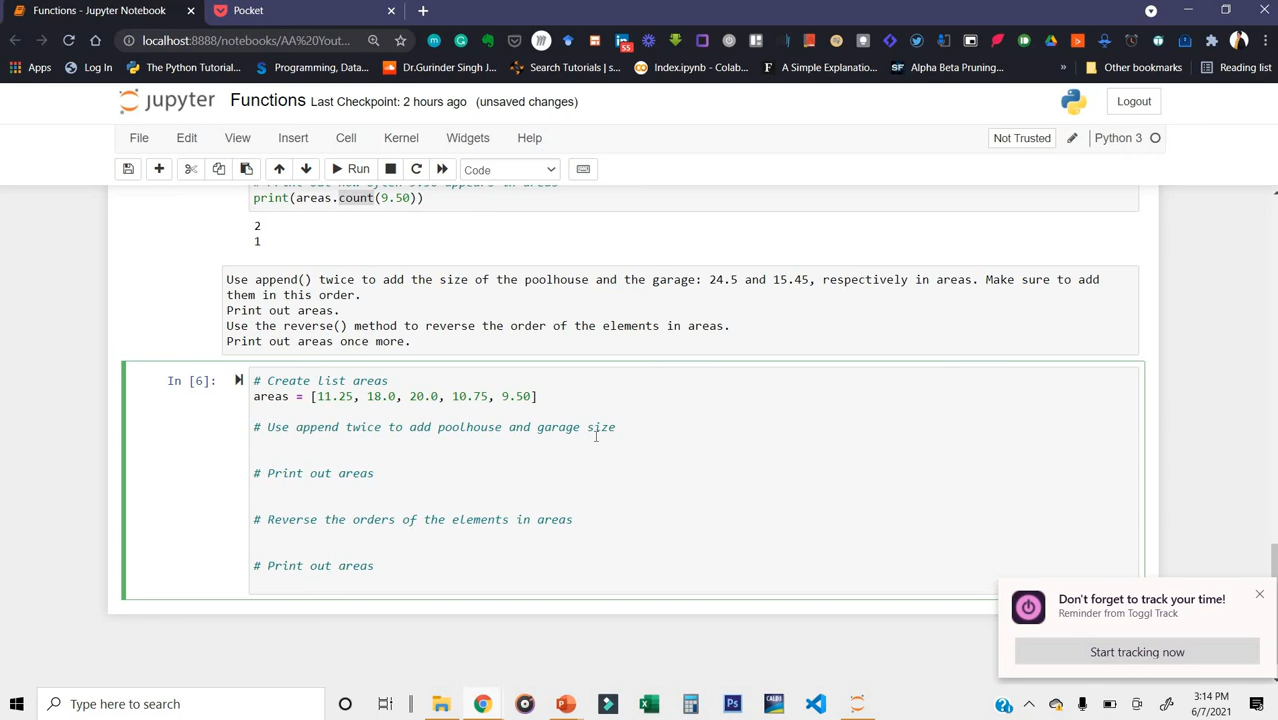 Functions - Jupyter Notebook
Pocket
localhost:8888/notebooks/AA%20Yout...
Apps
Log In
The Python Tutorial...
Programming, Data...
Dr.Gurinder Singh J...
Search Tutorials | s...
Index.ipynb - Colab...
A Simple Explanatio...
Alpha Beta Pruning...
Other bookmarks
Reading list
jupyter
Functions
Last Checkpoint: 2 hours ago (unsaved changes)
Logout
File Edit View Insert Cell Kernel Widgets Help
Not Trusted
Python 3
Run
Code
# Print out how often 9.50 appears in areas
print(areas.count(9.50))
2
1
Use append() twice to add the size of the poolhouse and the garage: 24.5 and 15.45, respectively in areas. Make sure to add
them in this order.
Print out areas.
Use the reverse() method to reverse the order of the elements in areas.
Print out areas once more.
In [6]:
# Create list areas
areas = [11.25, 18.0, 20.0, 10.75, 9.50]
# Use append twice to add poolhouse and garage size
# Print out areas
# Reverse the orders of the elements in areas
# Print out areas
Don't forget to track your time!
Reminder from Toggl Track
Start tracking now
Type here to search
3:14 PM
6/7/2021